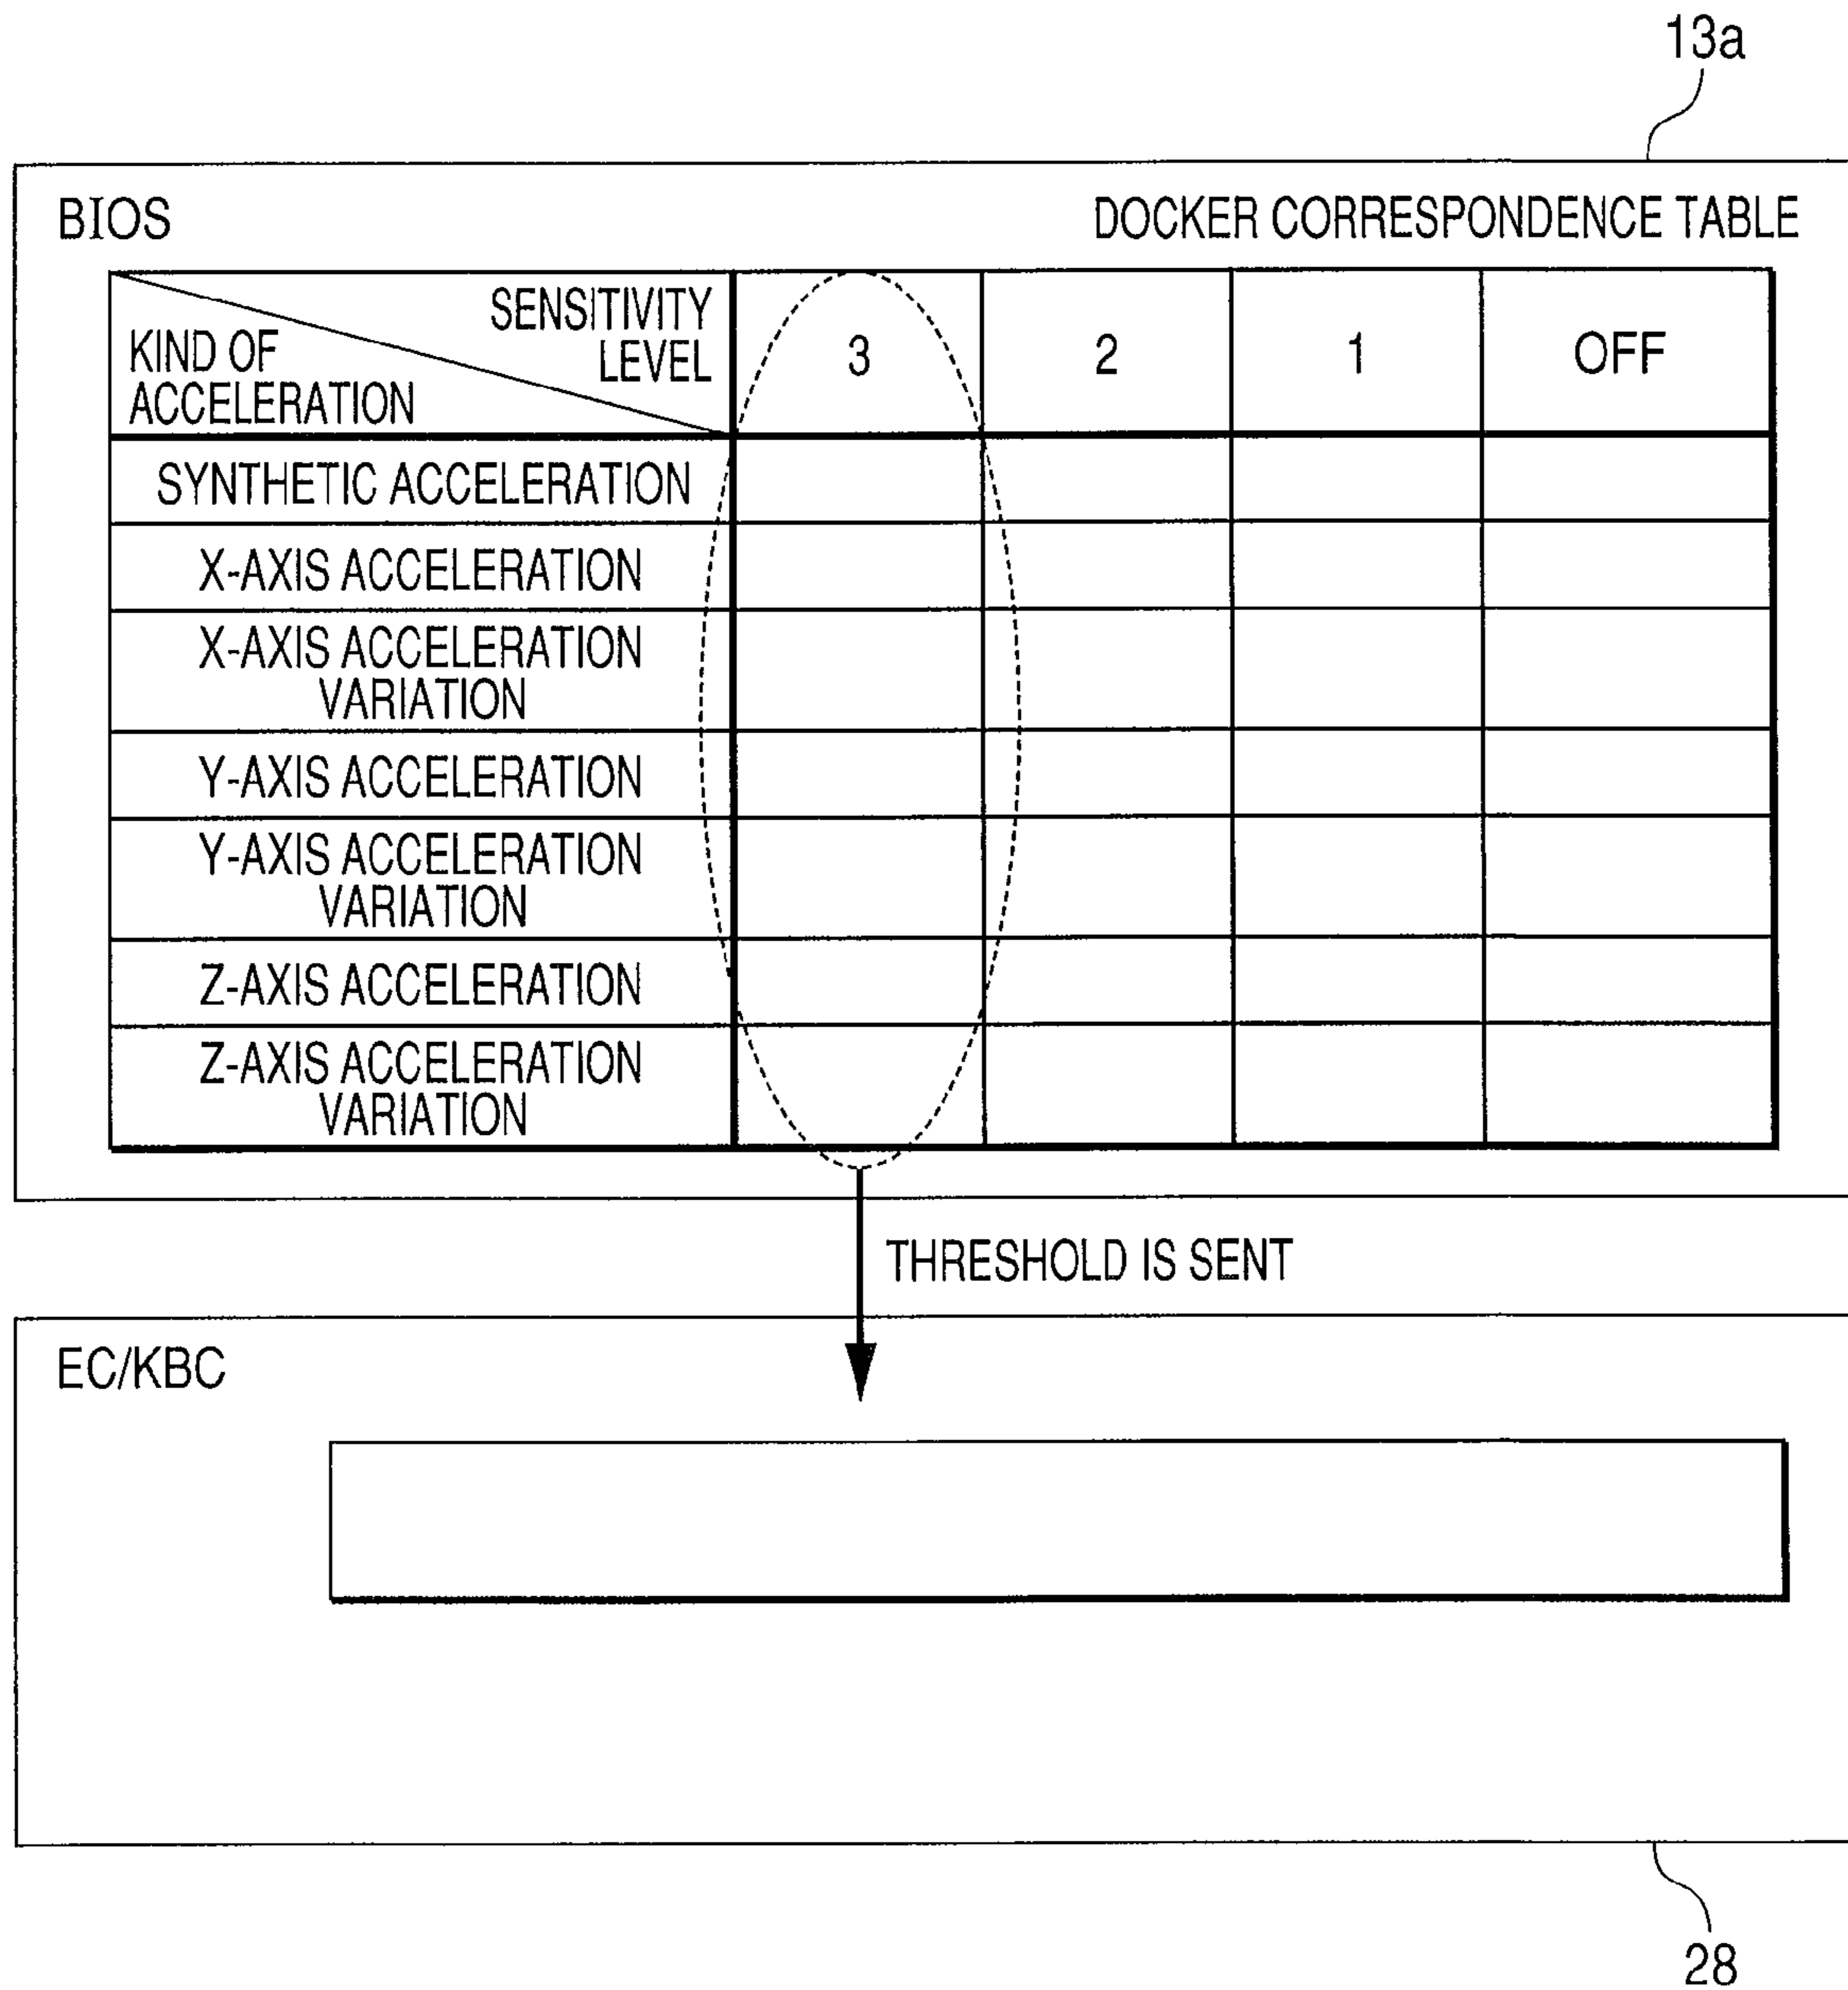 13a
BIOS
DOCKER CORRESPONDENCE TABLE
SENSITIVITY
LEVEL
KIND OF
ACCELERATION
3
2
1
OFF
SYNTHETIC ACCELERATION
X-AXIS ACCELERATION
X-AXIS ACCELERATION
VARIATION
Y-AXIS ACCELERATION
Y-AXIS ACCELERATION
VARIATION
Z-AXIS ACCELERATION
Z-AXIS ACCELERATION
VARIATION
THRESHOLD IS SENT
EC/KBC
28